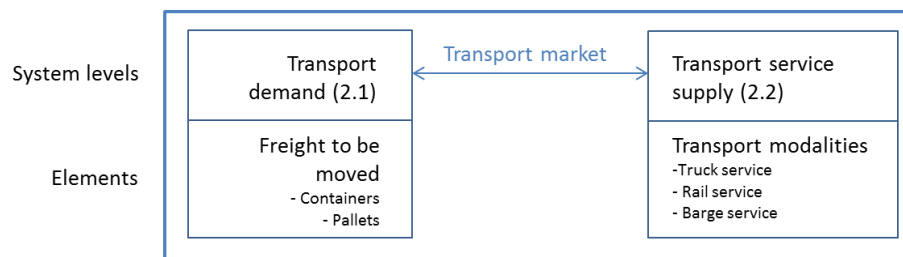 System levels
Transport
demand (2.1)
Transport market
Transport service
supply (2.2)
Elements
Freight to be
moved
- Containers
- Pallets
Transport modalities
-Truck service
- Rail service
- Barge service